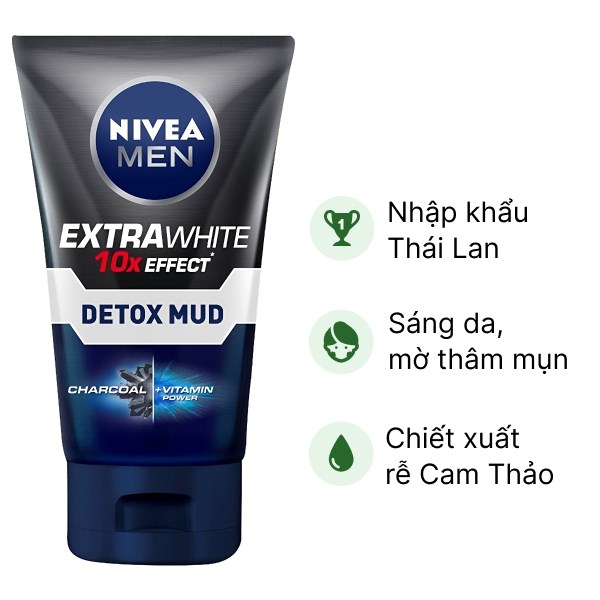 NIVEA
MEN
EXTRAWHITE
10x EFFECT*
DETOX MUD
CHARCOAL + VITAMIN
POWER
1
Nhập khẩu
Thái Lan
Sáng da,
mờ thâm mụn
Chiết xuất
rễ Cam Thảo